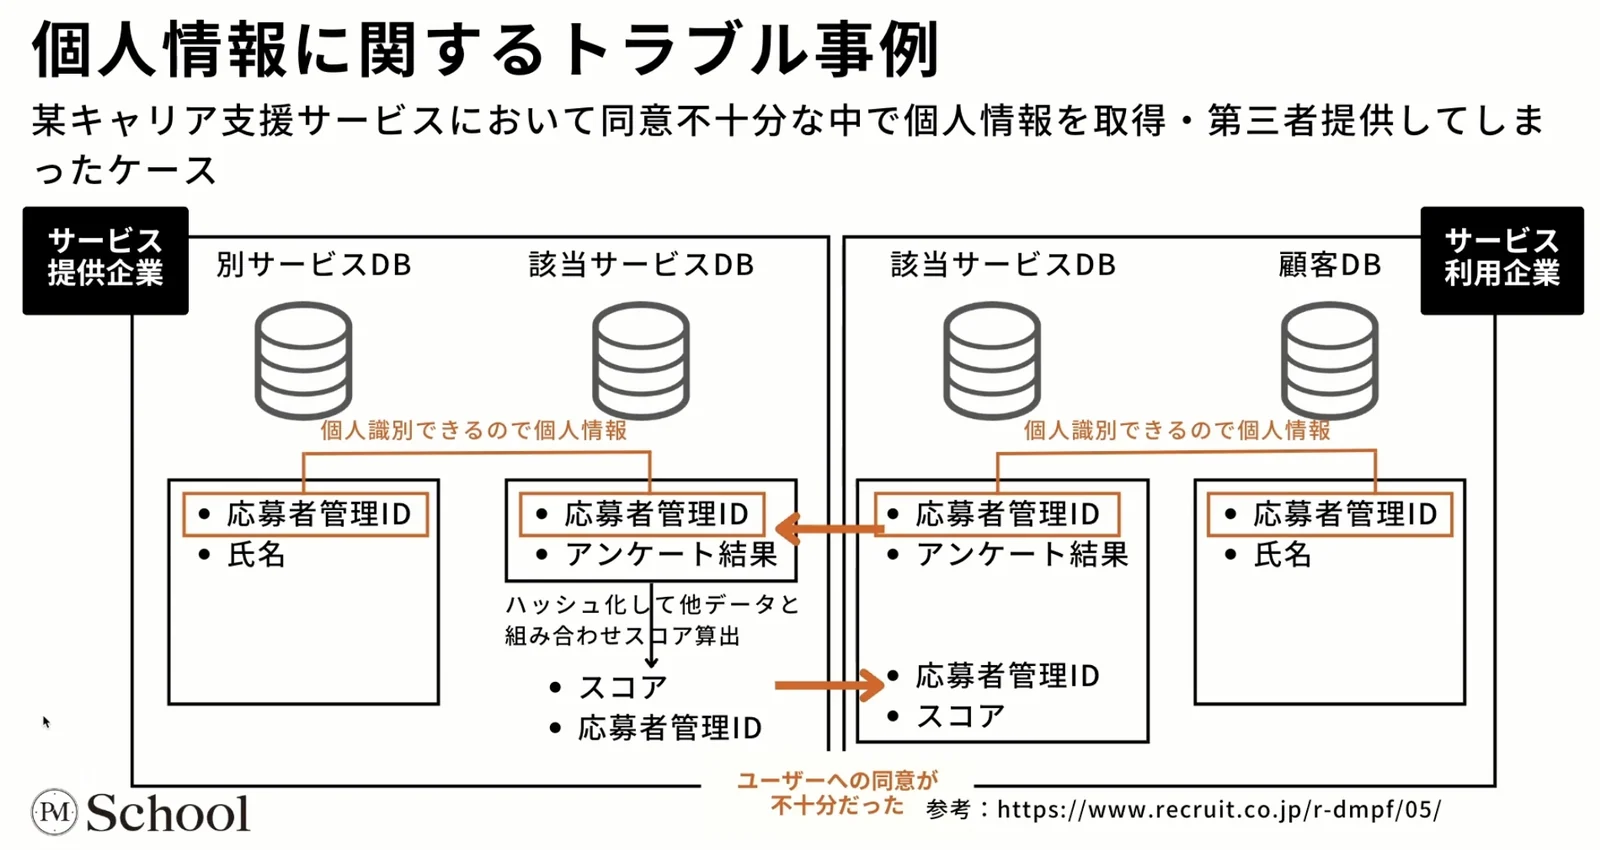 個人情報に関するトラブル事例
某キャリア支援サービスにおいて同意不十分な中で個人情報を取得・第三者提供してしま
ったケース
サービス
提供企業
別サービスDB
該当サービスDB
該当サービスDB
顧客DB
サービス
利用企業
個人識別できるので個人情報
個人識別できるので個人情報
• 応募者管理ID
• 氏名
• 応募者管理ID
• アンケート結果
ハッシュ化して他データと
組み合わせスコア算出
• スコア
• 応募者管理ID
• 応募者管理ID
• アンケート結果
• 応募者管理ID
• スコア
• 応募者管理ID
• 氏名
ユーザーへの同意が
不十分だった
参考：https://www.recruit.co.jp/r-dmpf/05/
PM School